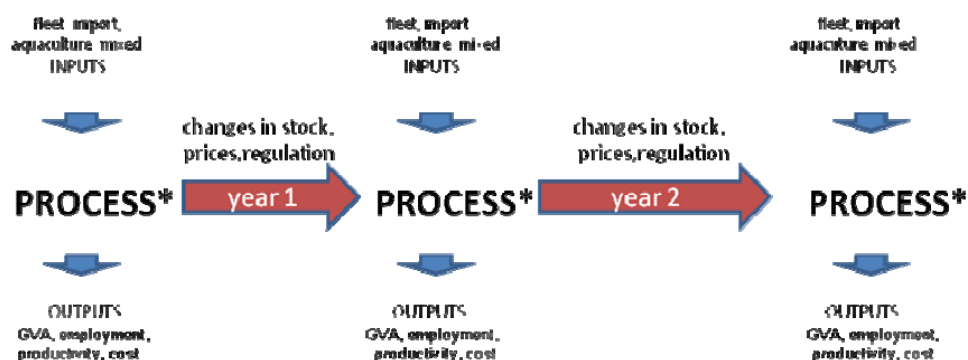 fleet import,
aquaculture mixed
INPUTS
fleet, import
aquaculture mixed
INPUTS
fleet, import
aquaculture mixed
INPUTS
changes in stock,
prices,regulation
changes in stock,
prices,regulation
PROCESS*
year 1
PROCESS*
year 2
PROCESS*
OUTPUTS
GVA, employment,
productivity, cost
OUTPUTS
GVA, employment,
productivity, cost
OUTPUTS
GVA, employment,
productivity, cost